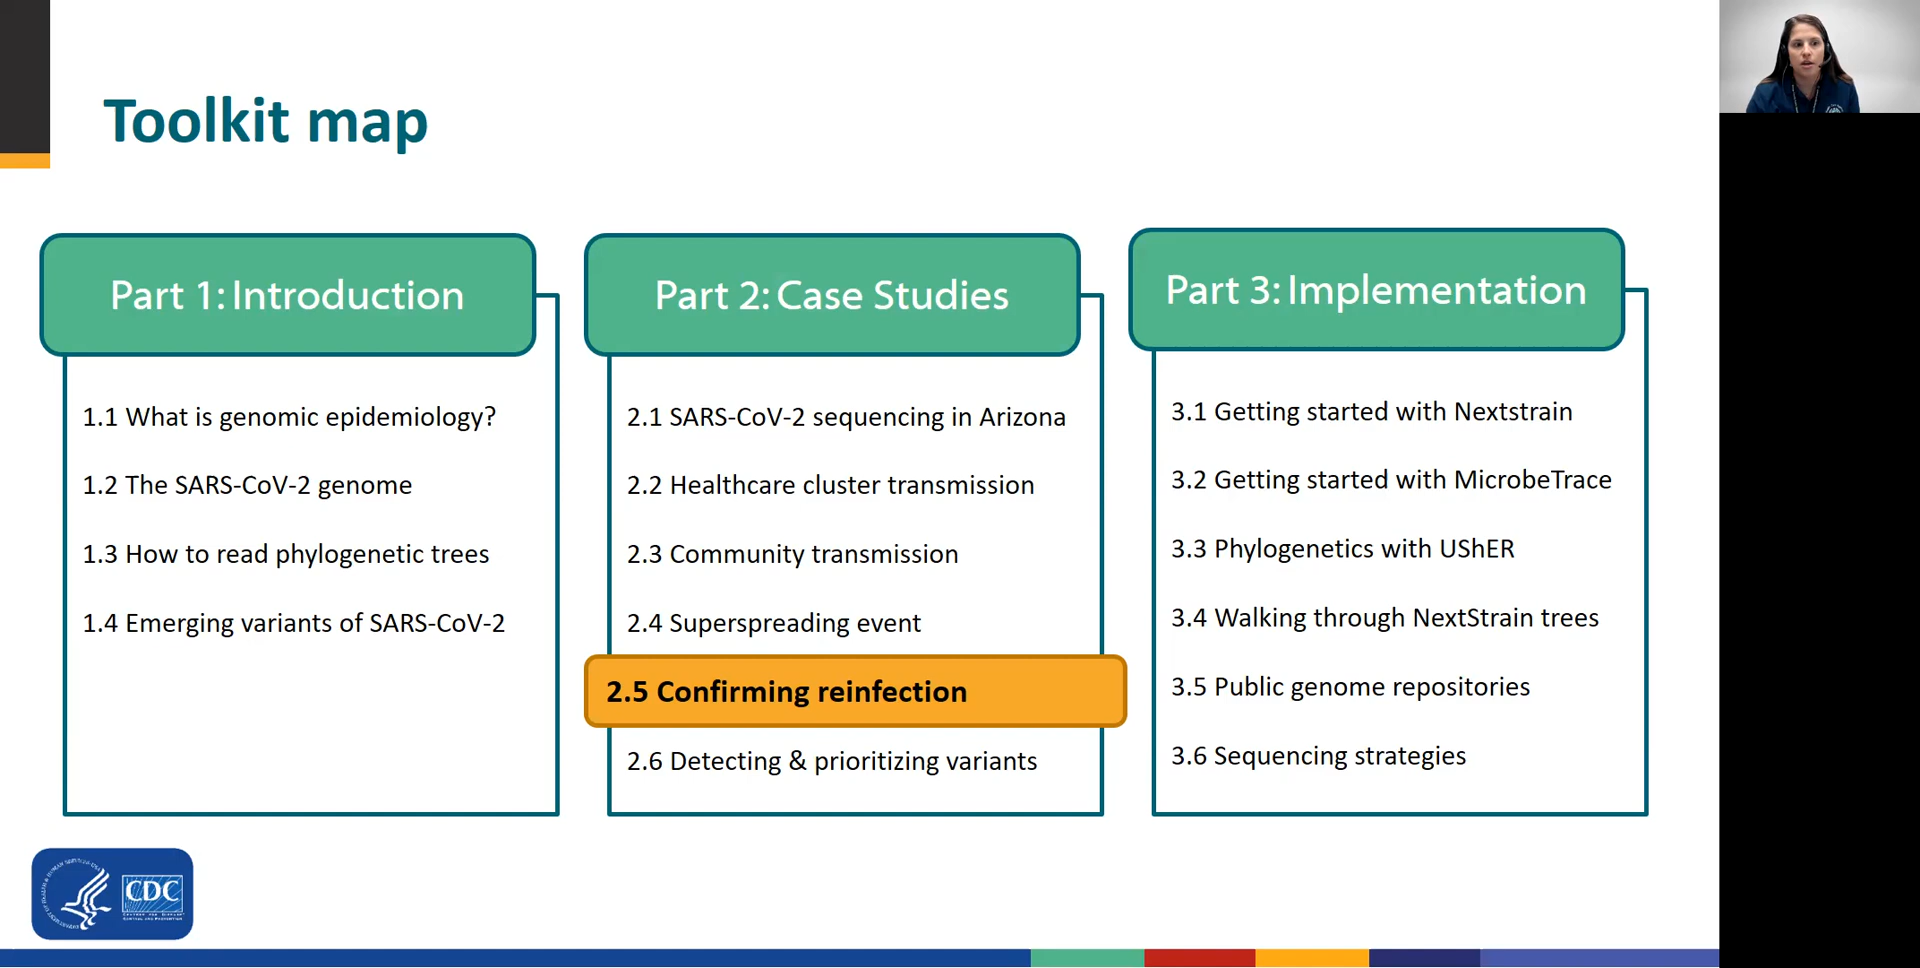 Toolkit map
Part 1: Introduction
1.1 What is genomic epidemiology?
1.2 The SARS-CoV-2 genome
1.3 How to read phylogenetic trees
1.4 Emerging variants of SARS-CoV-2
Part 2: Case Studies
2.1 SARS-CoV-2 sequencing in Arizona
2.2 Healthcare cluster transmission
2.3 Community transmission
2.4 Superspreading event
2.5 Confirming reinfection
2.6 Detecting & prioritizing variants
Part 3: Implementation
3.1 Getting started with Nextstrain
3.2 Getting started with MicrobeTrace
3.3 Phylogenetics with UShER
3.4 Walking through NextStrain trees
3.5 Public genome repositories
3.6 Sequencing strategies
CDC